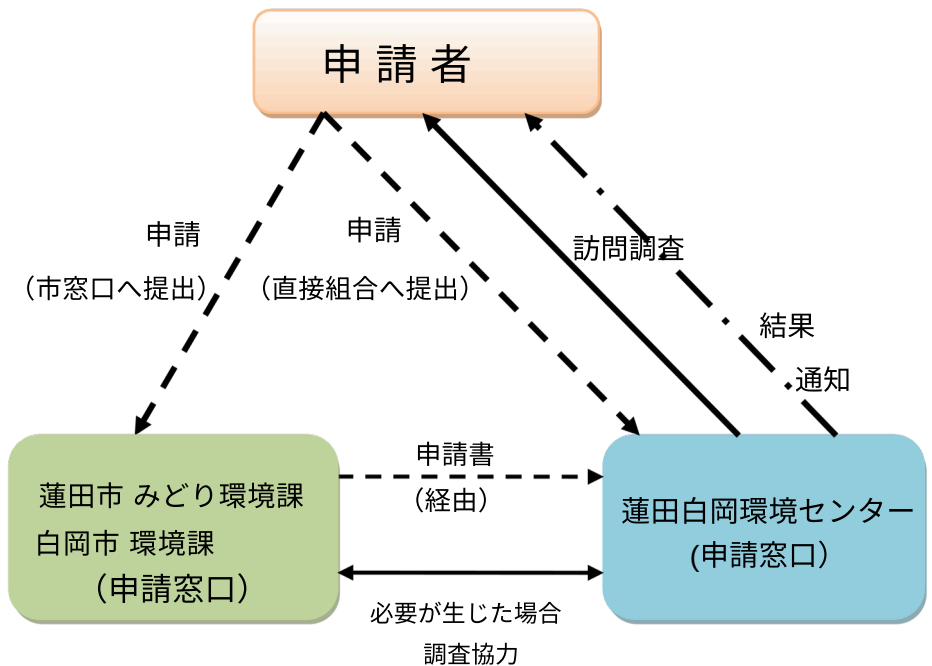 申 請 者
申請
（市窓口へ提出）
申請
（直接組合へ提出）
訪問調査
結果
通知
申請書
（経由）
蓮田市 みどり環境課
白岡市 環境課
（申請窓口）
蓮田白岡環境センター
(申請窓口）
必要が生じた場合
調査協力